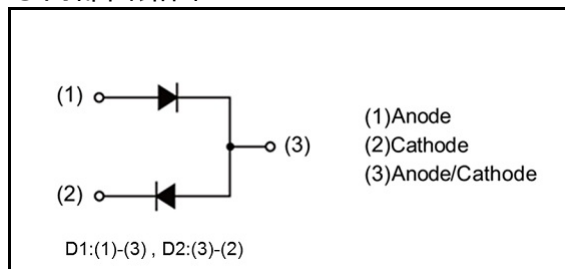 (1)
(1)Anode
(2)Cathode
(3)
(3)Anode/Cathode
(2)
D1:(1)-(3) , D2:(3)-(2)